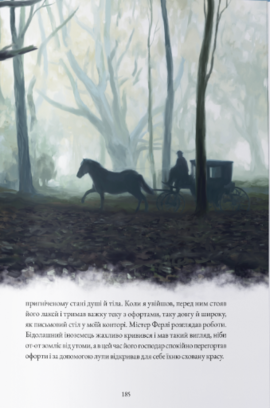 пригніченому стані душі й тіла. Коли я увійшов, перед ним стояв
його лакей і тримав важку теку з офортами, таку довгу й широку,
як письмовий стіл у моїй конторі. Містер Ферлі розглядав роботи.
Бідолашний іноземець жахливо кривився і мав такий вигляд, ніби
от-от зомліє від утоми, а в цей час його господар спокійно перегортав
офорти і за допомогою лупи відкривав для себе їхню сховану красу.
185